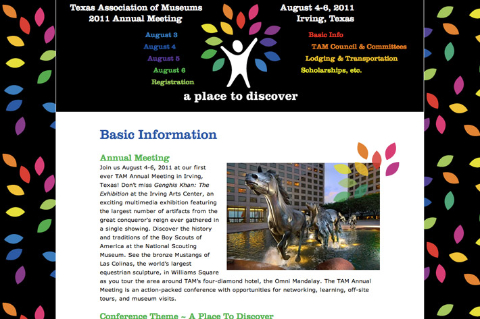 Texas Association of Museums
2011 Annual Meeting
August 4-6, 2011
Irving, Texas
August 3
August 4
August 5
August 6
Registration
Basic Info
TAM Council & Committees
Lodging & Transportation
Scholarships, etc.
a place to discover
Basic Information
Annual Meeting
Join us August 4-6, 2011 at our first
ever TAM Annual Meeting in Irving,
Texas! Don't miss Genghis Khan: The
Exhibition at the Irving Arts Center, an
exciting multimedia exhibition featuring
the largest number of artifacts from the
great conqueror's reign ever gathered in
a single showing. Discover the history
and traditions of the Boy Scouts of
America at the National Scouting
Museum. See the bronze Mustangs of
Las Colinas, the world's largest
equestrian sculpture, in Williams Square
as you tour the area around TAM's four-diamond hotel, the Omni Mandalay. The TAM Annual
Meeting is an action-packed conference with opportunities for networking, learning, off-site
tours, and museum visits.
Conference Theme ~ A Place To Discover